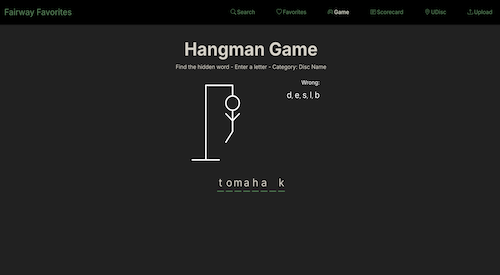 Fairway Favorites Search Favorites Game Scorecard UDisc Upload
Hangman Game
Find the hidden word - Enter a letter - Category: Disc Name
Wrong:
d, e, s, l, b
t o m a h a _ k